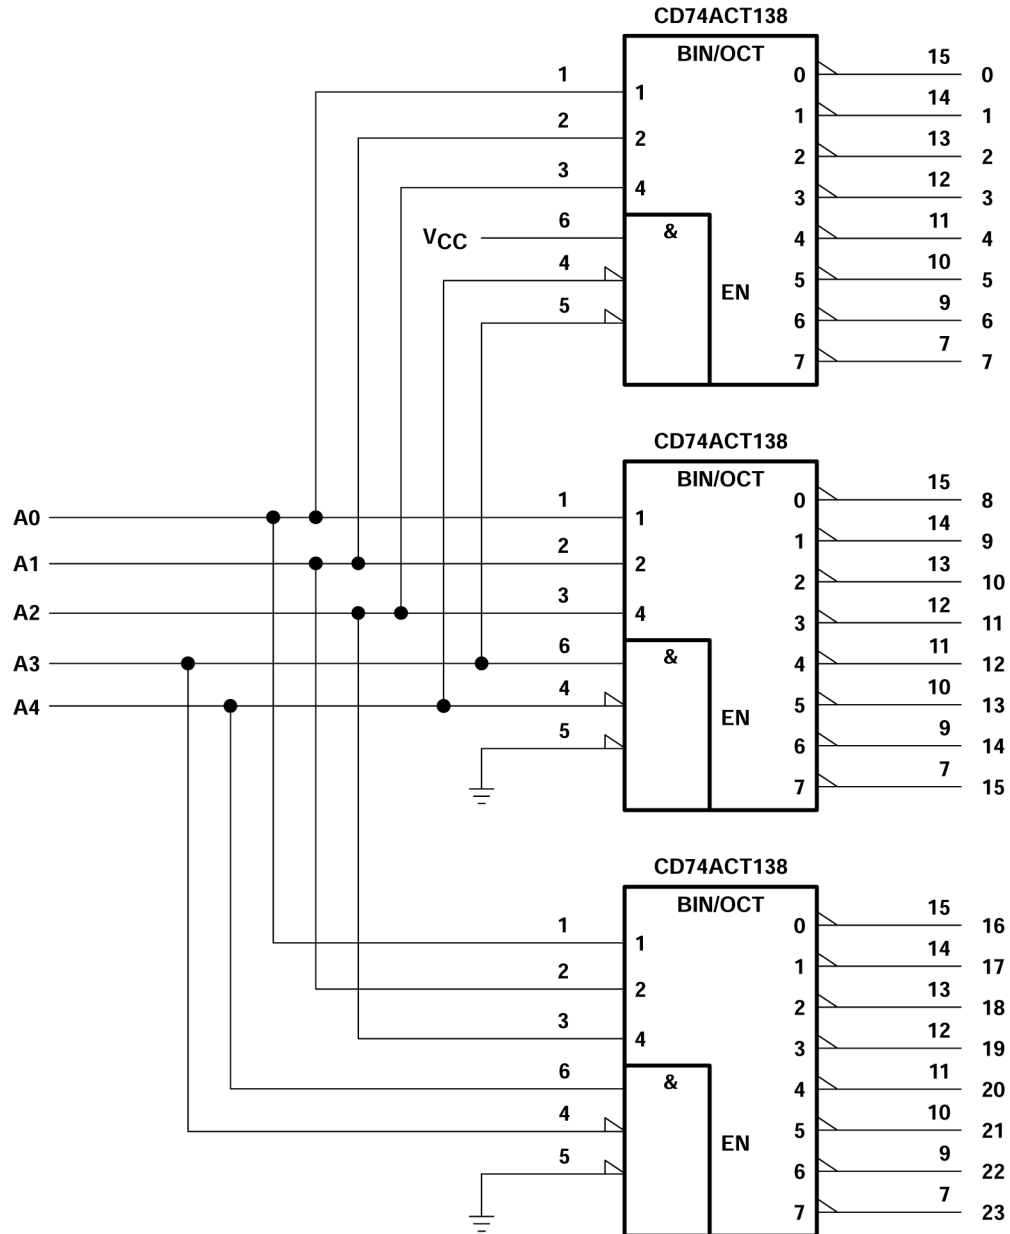 CD74ACT138
BIN/OCT
0 15 0
1 1
1 14 1
2 2
2 13 2
3 4
3 12 3
VCC 6 &
4 11 4
4
5 10 5
EN
5
6 9 6
7 7 7
CD74ACT138
BIN/OCT
0 15 8
A0 1 1
1 14 9
A1 2 2
2 13 10
A2 3 4
3 12 11
A3 6 &
4 11 12
A4 4
5 10 13
EN
5
6 9 14
7 7 15
CD74ACT138
BIN/OCT
0 15 16
1 1
1 14 17
2 2
2 13 18
3 4
3 12 19
6 &
4 11 20
4
5 10 21
EN
5
6 9 22
7 7 23